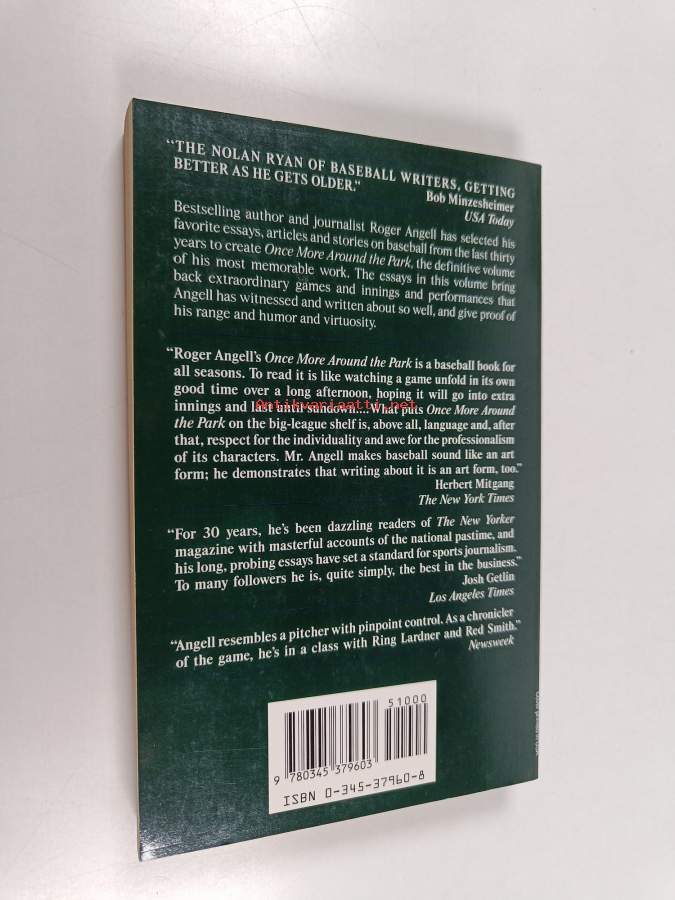 “THE NOLAN RYAN OF BASEBALL WRITERS, GETTING
BETTER AS HE GETS OLDER.”
Bob Minzesheimer
USA Today
Bestselling author and journalist Roger Angell has selected his
favorite essays, articles and stories on baseball from the last thirty
years to create Once More Around the Park, the definitive volume
of his most memorable work. The essays in this volume bring
back extraordinary games and innings and performances that
Angell has witnessed and written about so well, and give proof of
his range and humor and virtuosity.
“Roger Angell’s Once More Around the Park is a baseball book for
all seasons. To read it is like watching a game unfold in its own
good time over a long afternoon, hoping it will go into extra
innings and last until sundown...What puts Once More Around
the Park on the big-league shelf is, above all, language and, after
that, respect for the individuality and awe for the professionalism
of its characters. Mr. Angell makes baseball sound like an art
form; he demonstrates that writing about it is an art form, too.”
Herbert Mitgang
The New York Times
“For 30 years, he’s been dazzling readers of The New Yorker
magazine with masterful accounts of the national pastime, and
his long, probing essays have set a standard for sports journalism.
To many followers he is, quite simply, the best in the business.”
Josh Getlin
Los Angeles Times
“Angell resembles a pitcher with pinpoint control. As a chronicler
of the game, he’s in a class with Ring Lardner and Red Smith.”
Newsweek
51000
9 780345 379603
ISBN 0-345-37960-8
Antikvariaatti.net